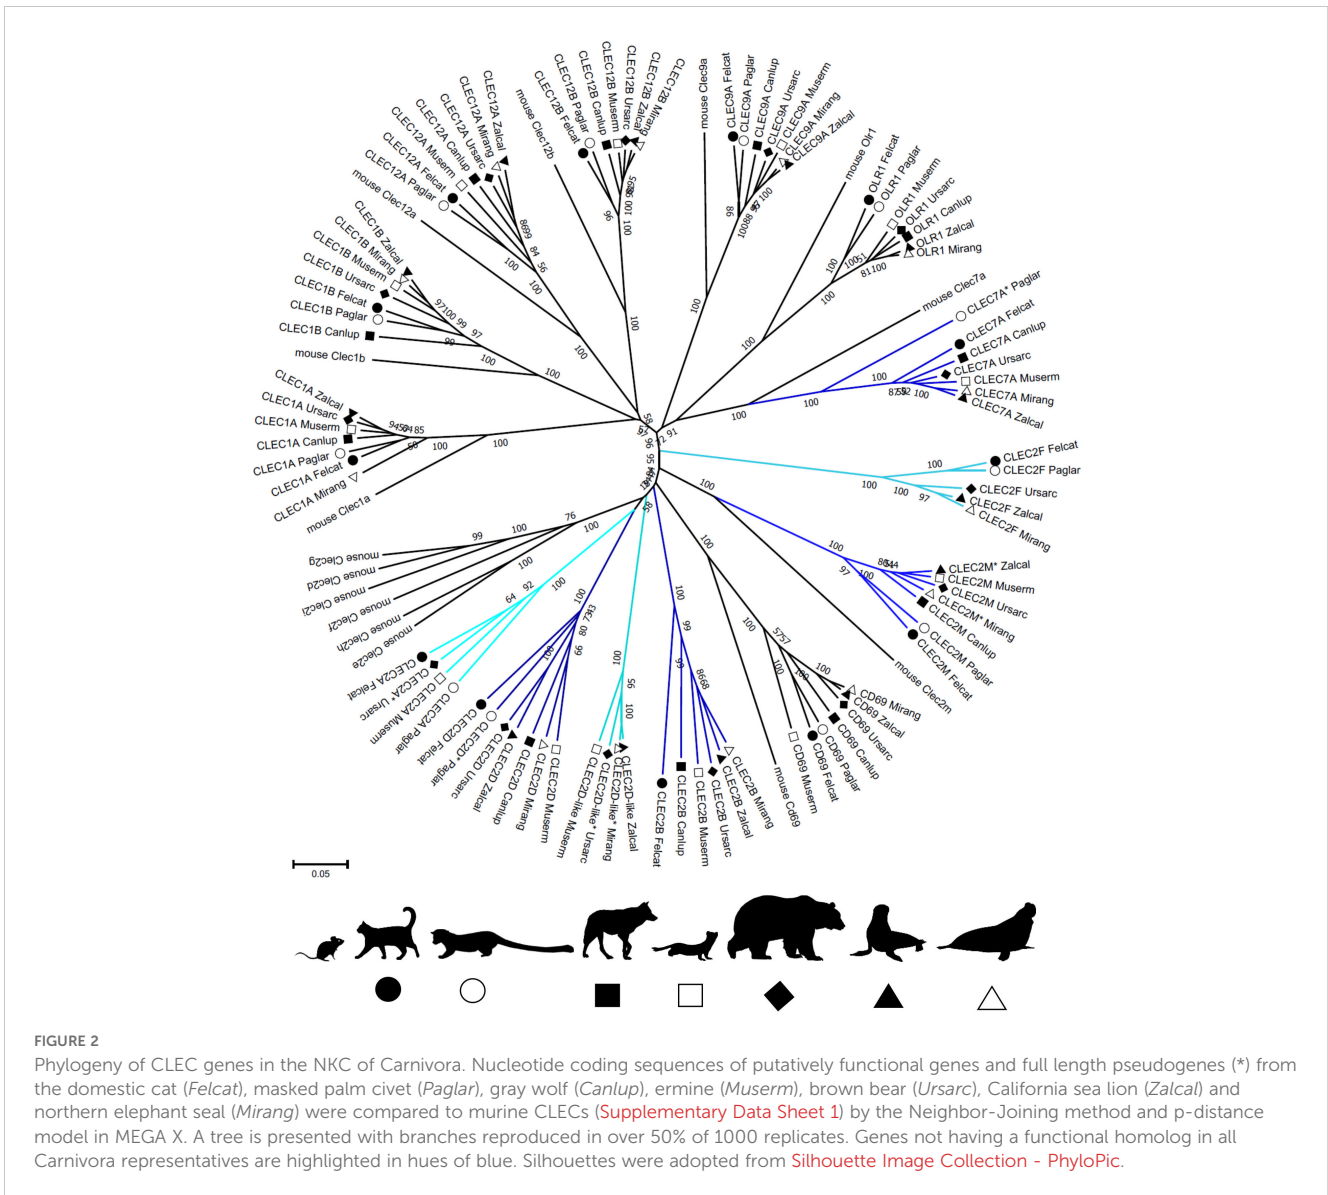 mouse Clec12b
CLEC12B Felcat
CLEC12B Paglar
CLEC12B Canlup
CLEC12B Muserm
CLEC12B Ursarc
CLEC12B Zalcal
CLEC12B Mirang
mouse Clec9a
CLEC9A Felcat
CLEC9A Paglar
CLEC9A Canlup
CLEC9A Ursarc
CLEC9A Muserm
CLEC9A Mirang
CLEC9A Zalcal
mouse Olr1
OLR1 Felcat
OLR1 Paglar
OLR1 Muserm
OLR1 Ursarc
OLR1 Canlup
OLR1 Zalcal
OLR1 Mirang
mouse Clec7a
CLEC7A* Paglar
CLEC7A Felcat
CLEC7A Canlup
CLEC7A Ursarc
CLEC7A Muserm
CLEC7A Mirang
CLEC7A Zalcal
CLEC2F Felcat
CLEC2F Paglar
CLEC2F Ursarc
CLEC2F Zalcal
CLEC2F Mirang
CLEC2M* Zalcal
CLEC2M Muserm
CLEC2M Ursarc
CLEC2M* Mirang
CLEC2M Canlup
CLEC2M Paglar
CLEC2M Felcat
mouse Clec2m
CD69 Mirang
CD69 Zalcal
CD69 Ursarc
CD69 Canlup
CD69 Paglar
CD69 Felcat
CD69 Muserm
mouse Cd69
CLEC2B Mirang
CLEC2B Zalcal
CLEC2B Ursarc
CLEC2B Muserm
CLEC2B Canlup
CLEC2B Felcat
CLEC2D-like Zalcal
CLEC2D-like* Mirang
CLEC2D-like* Ursarc
CLEC2D-like Muserm
CLEC2D Muserm
CLEC2D Mirang
CLEC2D Canlup
CLEC2D Zalcal
CLEC2D Ursarc
CLEC2D* Paglar
CLEC2D Felcat
CLEC2A Paglar
CLEC2A Muserm
CLEC2A* Ursarc
CLEC2A Felcat
mouse Clec2e
mouse Clec2h
mouse Clec2f
mouse Clec2i
mouse Clec2d
mouse Clec2g
mouse Clec1a
CLEC1A Mirang
CLEC1A Felcat
CLEC1A Paglar
CLEC1A Canlup
CLEC1A Muserm
CLEC1A Ursarc
CLEC1A Zalcal
mouse Clec1b
CLEC1B Canlup
CLEC1B Paglar
CLEC1B Felcat
CLEC1B Ursarc
CLEC1B Muserm
CLEC1B Mirang
CLEC1B Zalcal
mouse Clec12a
CLEC12A Paglar
CLEC12A Felcat
CLEC12A Muserm
CLEC12A Canlup
CLEC12A Ursarc
CLEC12A Mirang
CLEC12A Zalcal
0.05
FIGURE 2
Phylogeny of CLEC genes in the NKC of Carnivora. Nucleotide coding sequences of putatively functional genes and full length pseudogenes (*) from
the domestic cat (Felcat), masked palm civet (Paglar), gray wolf (Canlup), ermine (Muserm), brown bear (Ursarc), California sea lion (Zalcal) and
northern elephant seal (Mirang) were compared to murine CLECs (Supplementary Data Sheet 1) by the Neighbor-Joining method and p-distance
model in MEGA X. A tree is presented with branches reproduced in over 50% of 1000 replicates. Genes not having a functional homolog in all
Carnivora representatives are highlighted in hues of blue. Silhouettes were adopted from Silhouette Image Collection - PhyloPic.